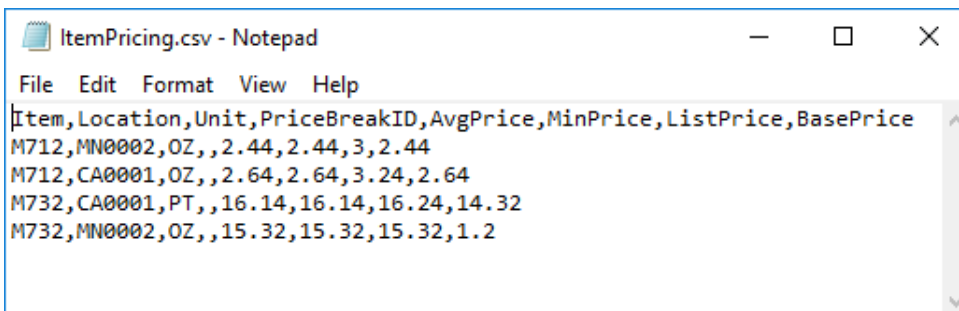 ItemPricing.csv - Notepad
File Edit Format View Help
Item,Location,Unit,PriceBreakID,AvgPrice,MinPrice,ListPrice,BasePrice
M712,MN0002,OZ,,2.44,2.44,3,2.44
M712,CA0001,OZ,,2.64,2.64,3.24,2.64
M732,CA0001,PT,,16.14,16.14,16.24,14.32
M732,MN0002,OZ,,15.32,15.32,15.32,1.2